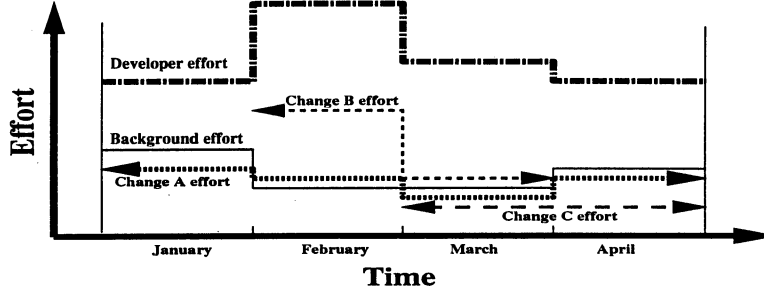 Developer effort
Change B effort
Background effort
Change A effort
Change C effort
Effort
January February March April
Time